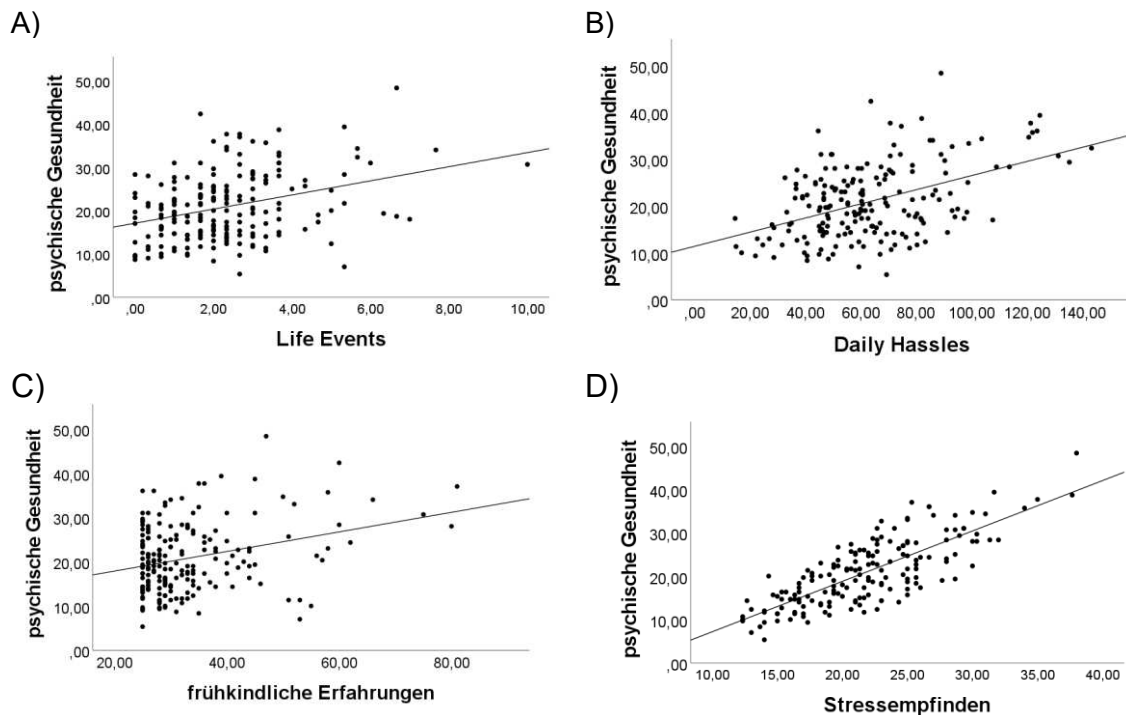 A)
psychische Gesundheit
50,00
40,00
30,00
20,00
10,00
,00
,00 2,00 4,00 6,00 8,00 10,00
Life Events
B)
psychische Gesundheit
50,00
40,00
30,00
20,00
10,00
,00
,00 20,00 40,00 60,00 80,00 100,00 120,00 140,00
Daily Hassles
C)
psychische Gesundheit
50,00
40,00
30,00
20,00
10,00
,00
20,00 40,00 60,00 80,00
frühkindliche Erfahrungen
D)
psychische Gesundheit
50,00
40,00
30,00
20,00
10,00
,00
10,00 15,00 20,00 25,00 30,00 35,00 40,00
Stressempfinden